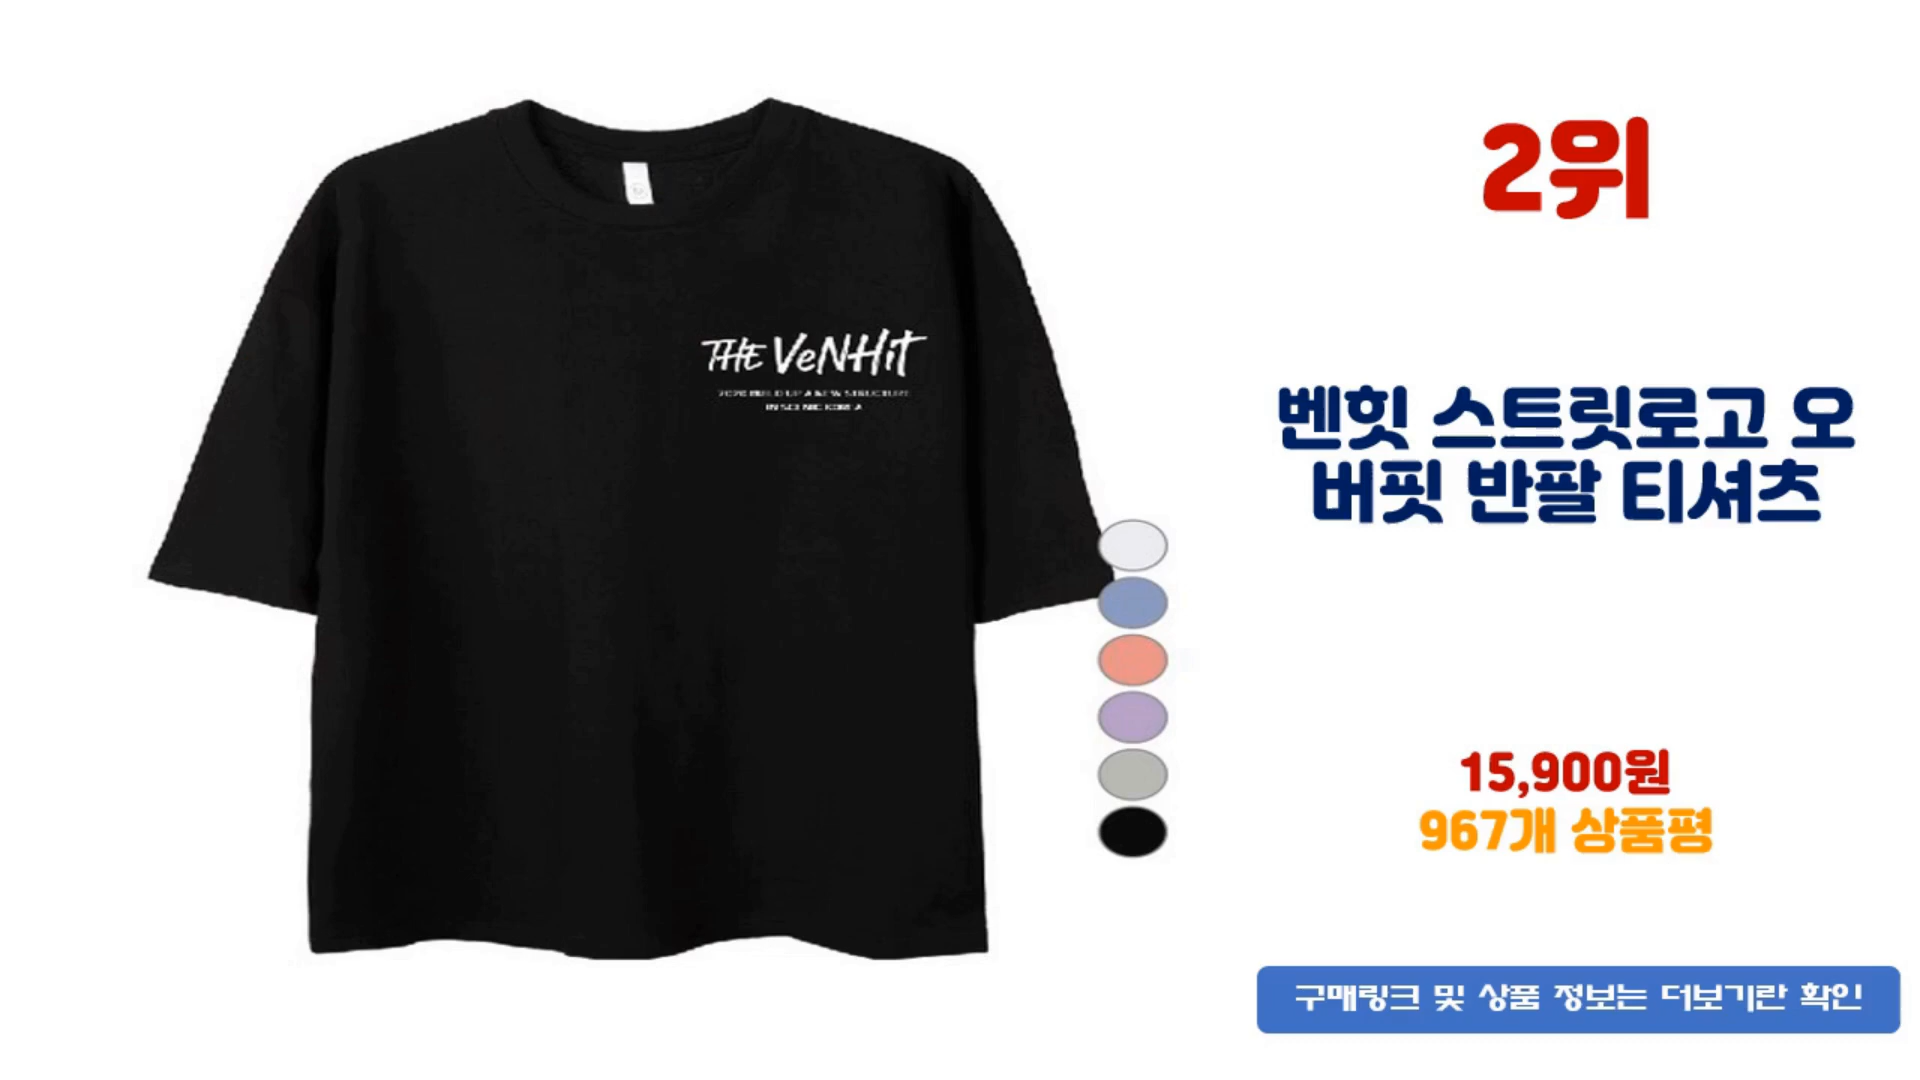 2위
THE VeNHit
벤힛 스트릿로고 오
버핏 반팔 티셔츠
15,900원
967개 상품평
구매링크 및 상품 정보는 더보기란 확인